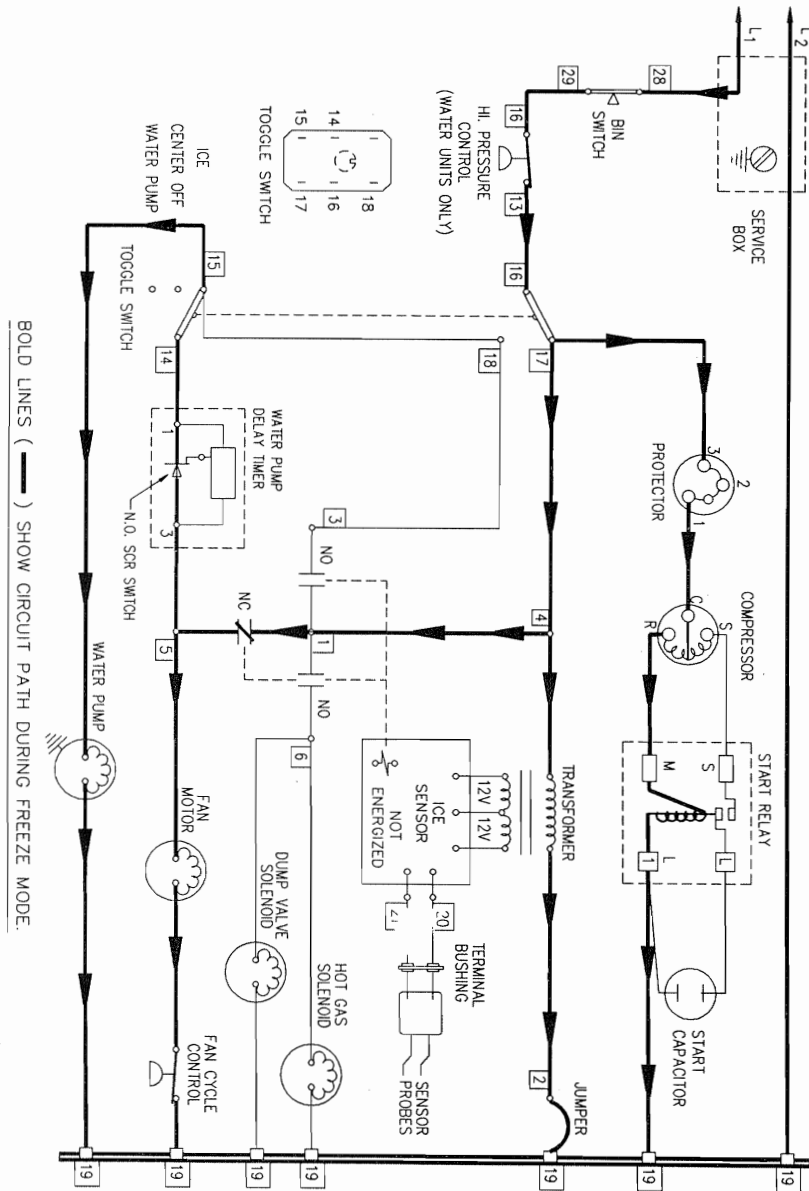 L2
L1
SERVICE
BOX
28
29
BIN
SWITCH
16
13
16
HI. PRESSURE
CONTROL
(WATER UNITS ONLY)
17
3
2
1
PROTECTOR
C
S
R
COMPRESSOR
START RELAY
M
S
1
L
L
START
CAPACITOR
15
14
18
17
16
TOGGLE SWITCH
18
4
TRANSFORMER
2
JUMPER
12V
12V
ICE
SENSOR
NOT
ENERGIZED
20
TERMINAL
BUSHING
SENSOR
PROBES
3
NO
1
NO
6
NC
HOT GAS
SOLENOID
DUMP VALVE
SOLENOID
ICE
CENTER OFF
WATER PUMP
15
TOGGLE SWITCH
14
WATER PUMP
DELAY TIMER
1
3
N.O. SCR SWITCH
5
FAN
MOTOR
FAN CYCLE
CONTROL
WATER PUMP
19
19
19
19
19
19
19
BOLD LINES ( ) SHOW CIRCUIT PATH DURING FREEZE MODE.